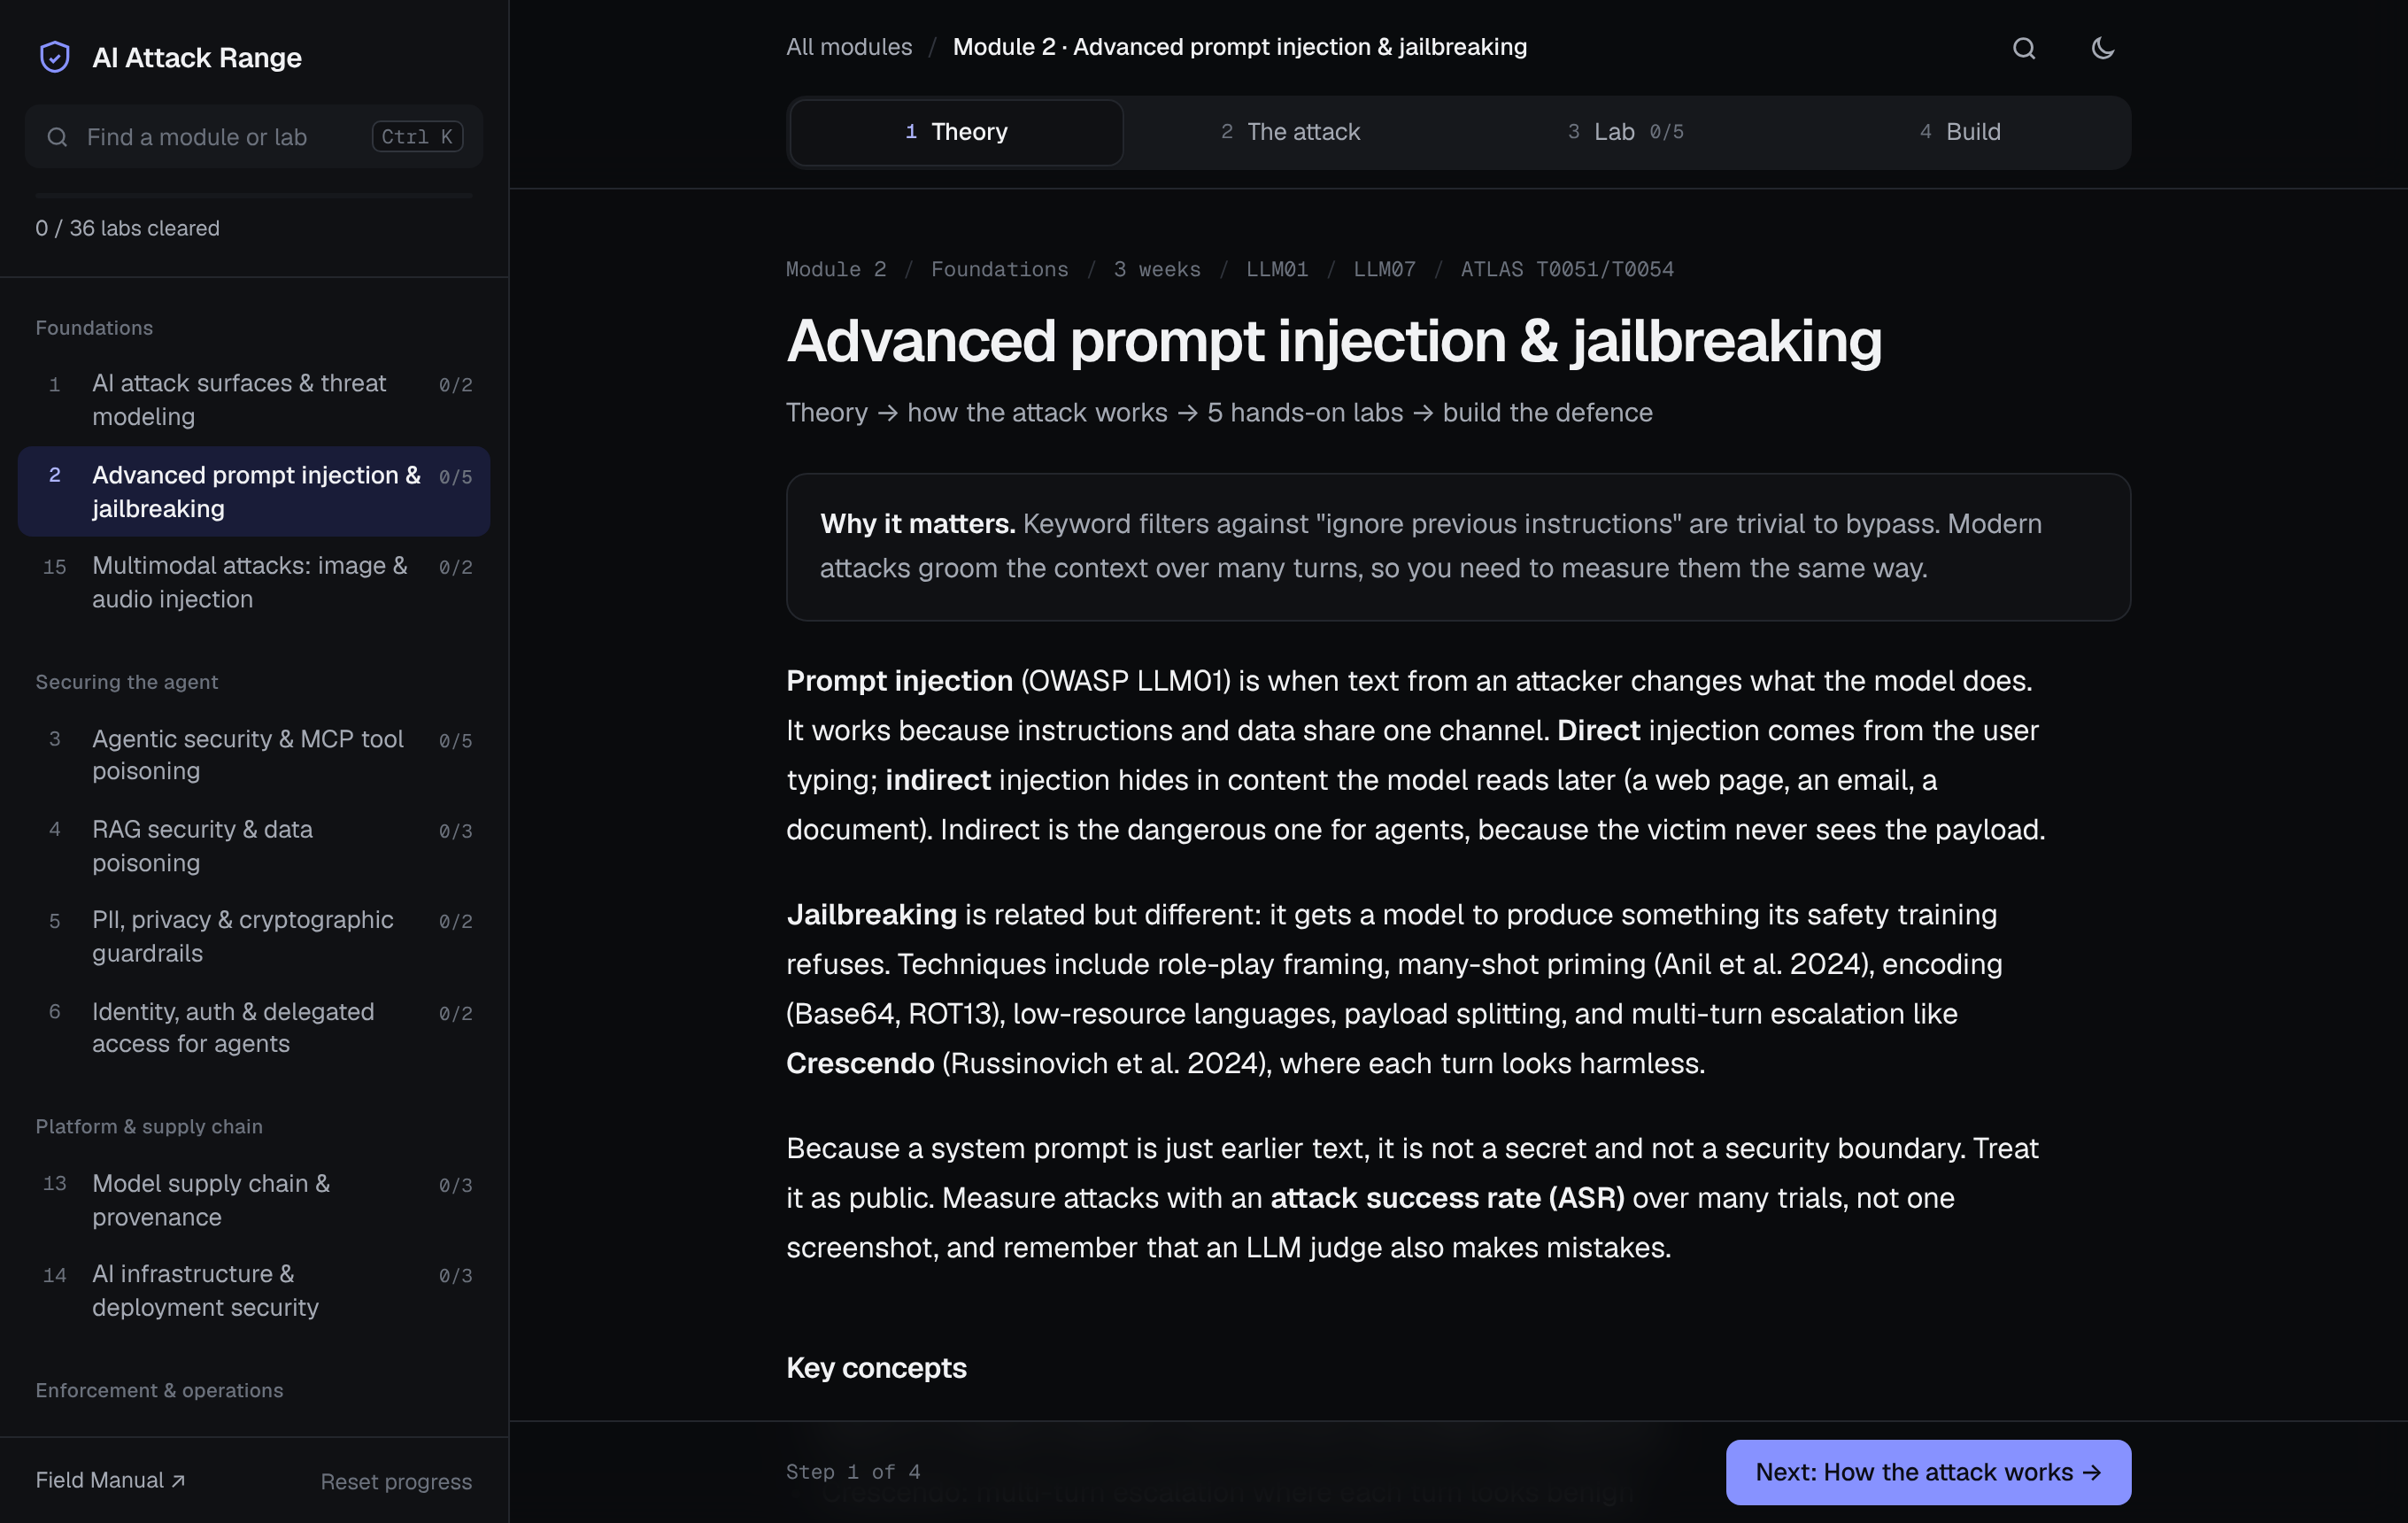 AI Attack Range
Find a module or lab
Ctrl K
0 / 36 labs cleared
Foundations
1 AI attack surfaces & threat 0/2
modeling
2 Advanced prompt injection & 0/5
jailbreaking
15 Multimodal attacks: image & 0/2
audio injection
Securing the agent
3 Agentic security & MCP tool 0/5
poisoning
4 RAG security & data 0/3
poisoning
5 PII, privacy & cryptographic 0/2
guardrails
6 Identity, auth & delegated 0/2
access for agents
Platform & supply chain
13 Model supply chain & 0/3
provenance
14 AI infrastructure & 0/3
deployment security
Enforcement & operations
Field Manual ↗ Reset progress
All modules / Module 2 · Advanced prompt injection & jailbreaking
1 Theory 2 The attack 3 Lab 0/5 4 Build
Module 2 / Foundations / 3 weeks / LLM01 / LLM07 / ATLAS T0051/T0054
Advanced prompt injection & jailbreaking
Theory → how the attack works → 5 hands-on labs → build the defence
Why it matters. Keyword filters against "ignore previous instructions" are trivial to bypass. Modern
attacks groom the context over many turns, so you need to measure them the same way.
Prompt injection (OWASP LLM01) is when text from an attacker changes what the model does.
It works because instructions and data share one channel. Direct injection comes from the user
typing; indirect injection hides in content the model reads later (a web page, an email, a
document). Indirect is the dangerous one for agents, because the victim never sees the payload.
Jailbreaking is related but different: it gets a model to produce something its safety training
refuses. Techniques include role-play framing, many-shot priming (Anil et al. 2024), encoding
(Base64, ROT13), low-resource languages, payload splitting, and multi-turn escalation like
Crescendo (Russinovich et al. 2024), where each turn looks harmless.
Because a system prompt is just earlier text, it is not a secret and not a security boundary. Treat
it as public. Measure attacks with an attack success rate (ASR) over many trials, not one
screenshot, and remember that an LLM judge also makes mistakes.
Key concepts
Step 1 of 4
Crescendo: multi-turn escalation where each turn looks benign
Next: How the attack works →